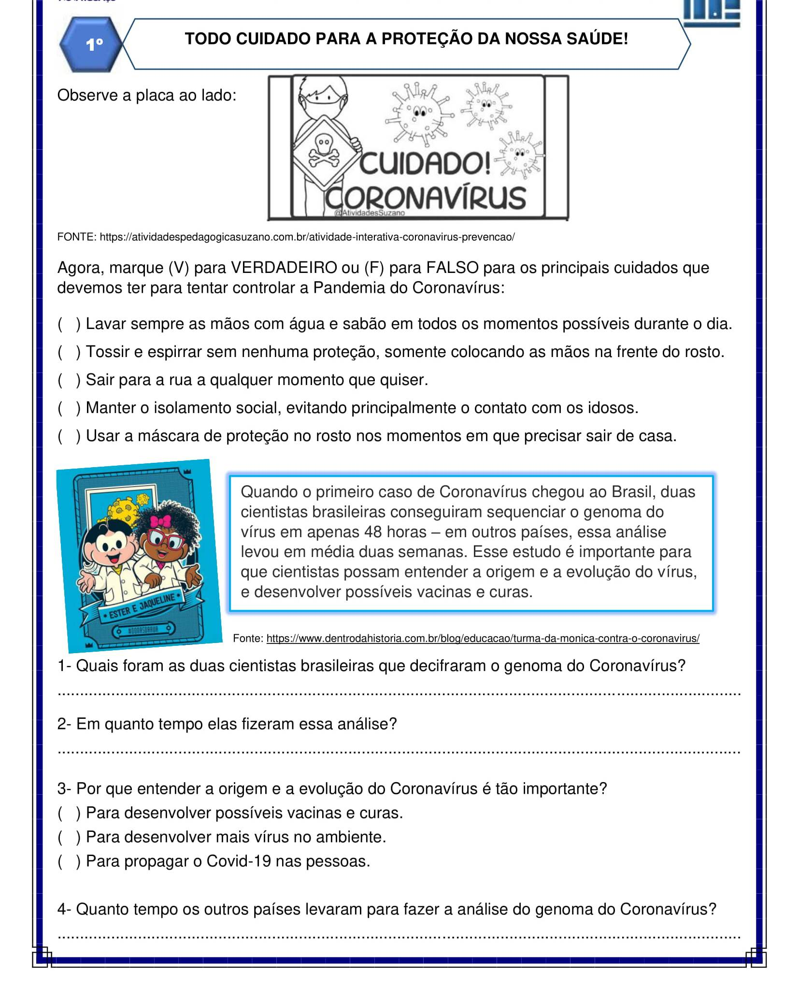 1º
TODO CUIDADO PARA A PROTEÇÃO DA NOSSA SAÚDE!
Observe a placa ao lado:
CUIDADO!
CORONAVÍRUS
@AtividadesSuzano
FONTE: https://atividadespedagogicasuzano.com.br/atividade-interativa-coronavirus-prevencao/
Agora, marque (V) para VERDADEIRO ou (F) para FALSO para os principais cuidados que
devemos ter para tentar controlar a Pandemia do Coronavírus:
( ) Lavar sempre as mãos com água e sabão em todos os momentos possíveis durante o dia.
( ) Tossir e espirrar sem nenhuma proteção, somente colocando as mãos na frente do rosto.
( ) Sair para a rua a qualquer momento que quiser.
( ) Manter o isolamento social, evitando principalmente o contato com os idosos.
( ) Usar a máscara de proteção no rosto nos momentos em que precisar sair de casa.
Quando o primeiro caso de Coronavírus chegou ao Brasil, duas
cientistas brasileiras conseguiram sequenciar o genoma do
vírus em apenas 48 horas – em outros países, essa análise
levou em média duas semanas. Esse estudo é importante para
que cientistas possam entender a origem e a evolução do vírus,
e desenvolver possíveis vacinas e curas.
* ESTER E JAQUELINE *
#DONASDARUA
Fonte: https://www.dentrodahistoria.com.br/blog/educacao/turma-da-monica-contra-o-coronavirus/
1- Quais foram as duas cientistas brasileiras que decifraram o genoma do Coronavírus?
2- Em quanto tempo elas fizeram essa análise?
3- Por que entender a origem e a evolução do Coronavírus é tão importante?
( ) Para desenvolver possíveis vacinas e curas.
( ) Para desenvolver mais vírus no ambiente.
( ) Para propagar o Covid-19 nas pessoas.
4- Quanto tempo os outros países levaram para fazer a análise do genoma do Coronavírus?